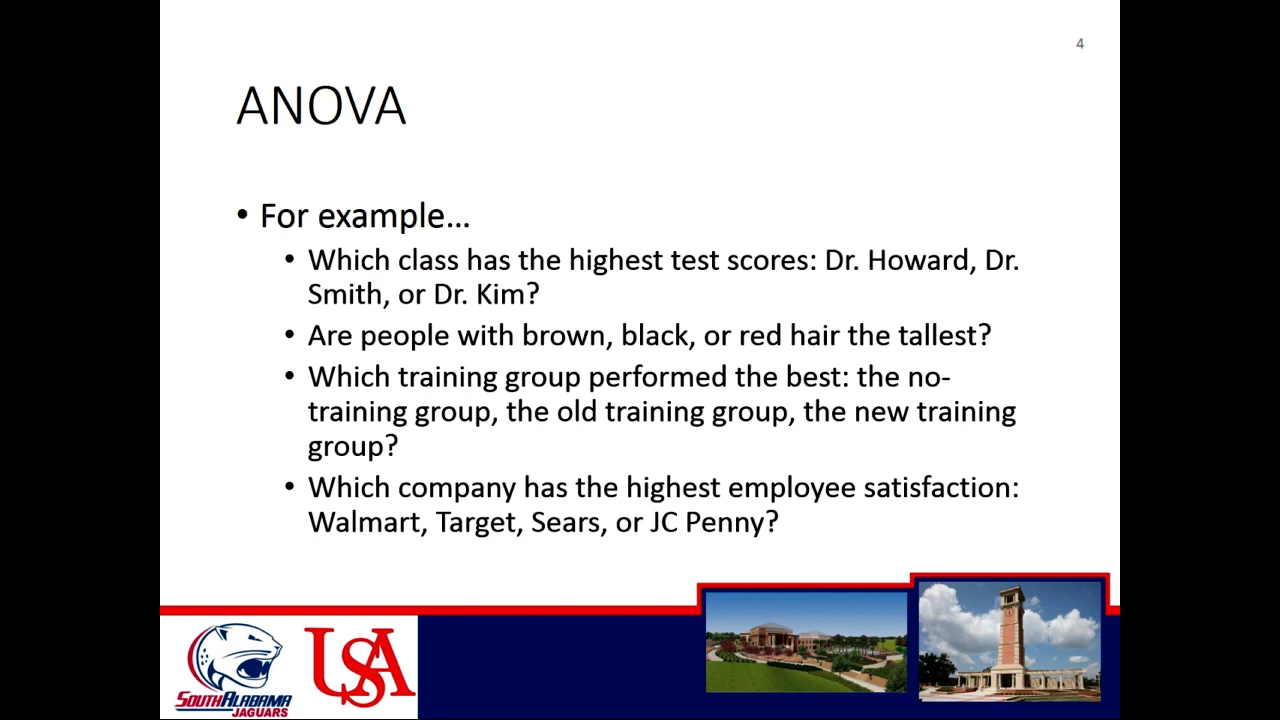 4
ANOVA
• For example...
• Which class has the highest test scores: Dr. Howard, Dr.
Smith, or Dr. Kim?
• Are people with brown, black, or red hair the tallest?
• Which training group performed the best: the no-
training group, the old training group, the new training
group?
• Which company has the highest employee satisfaction:
Walmart, Target, Sears, or JC Penny?
SOUTH ALABAMA
JAGUARS
USA